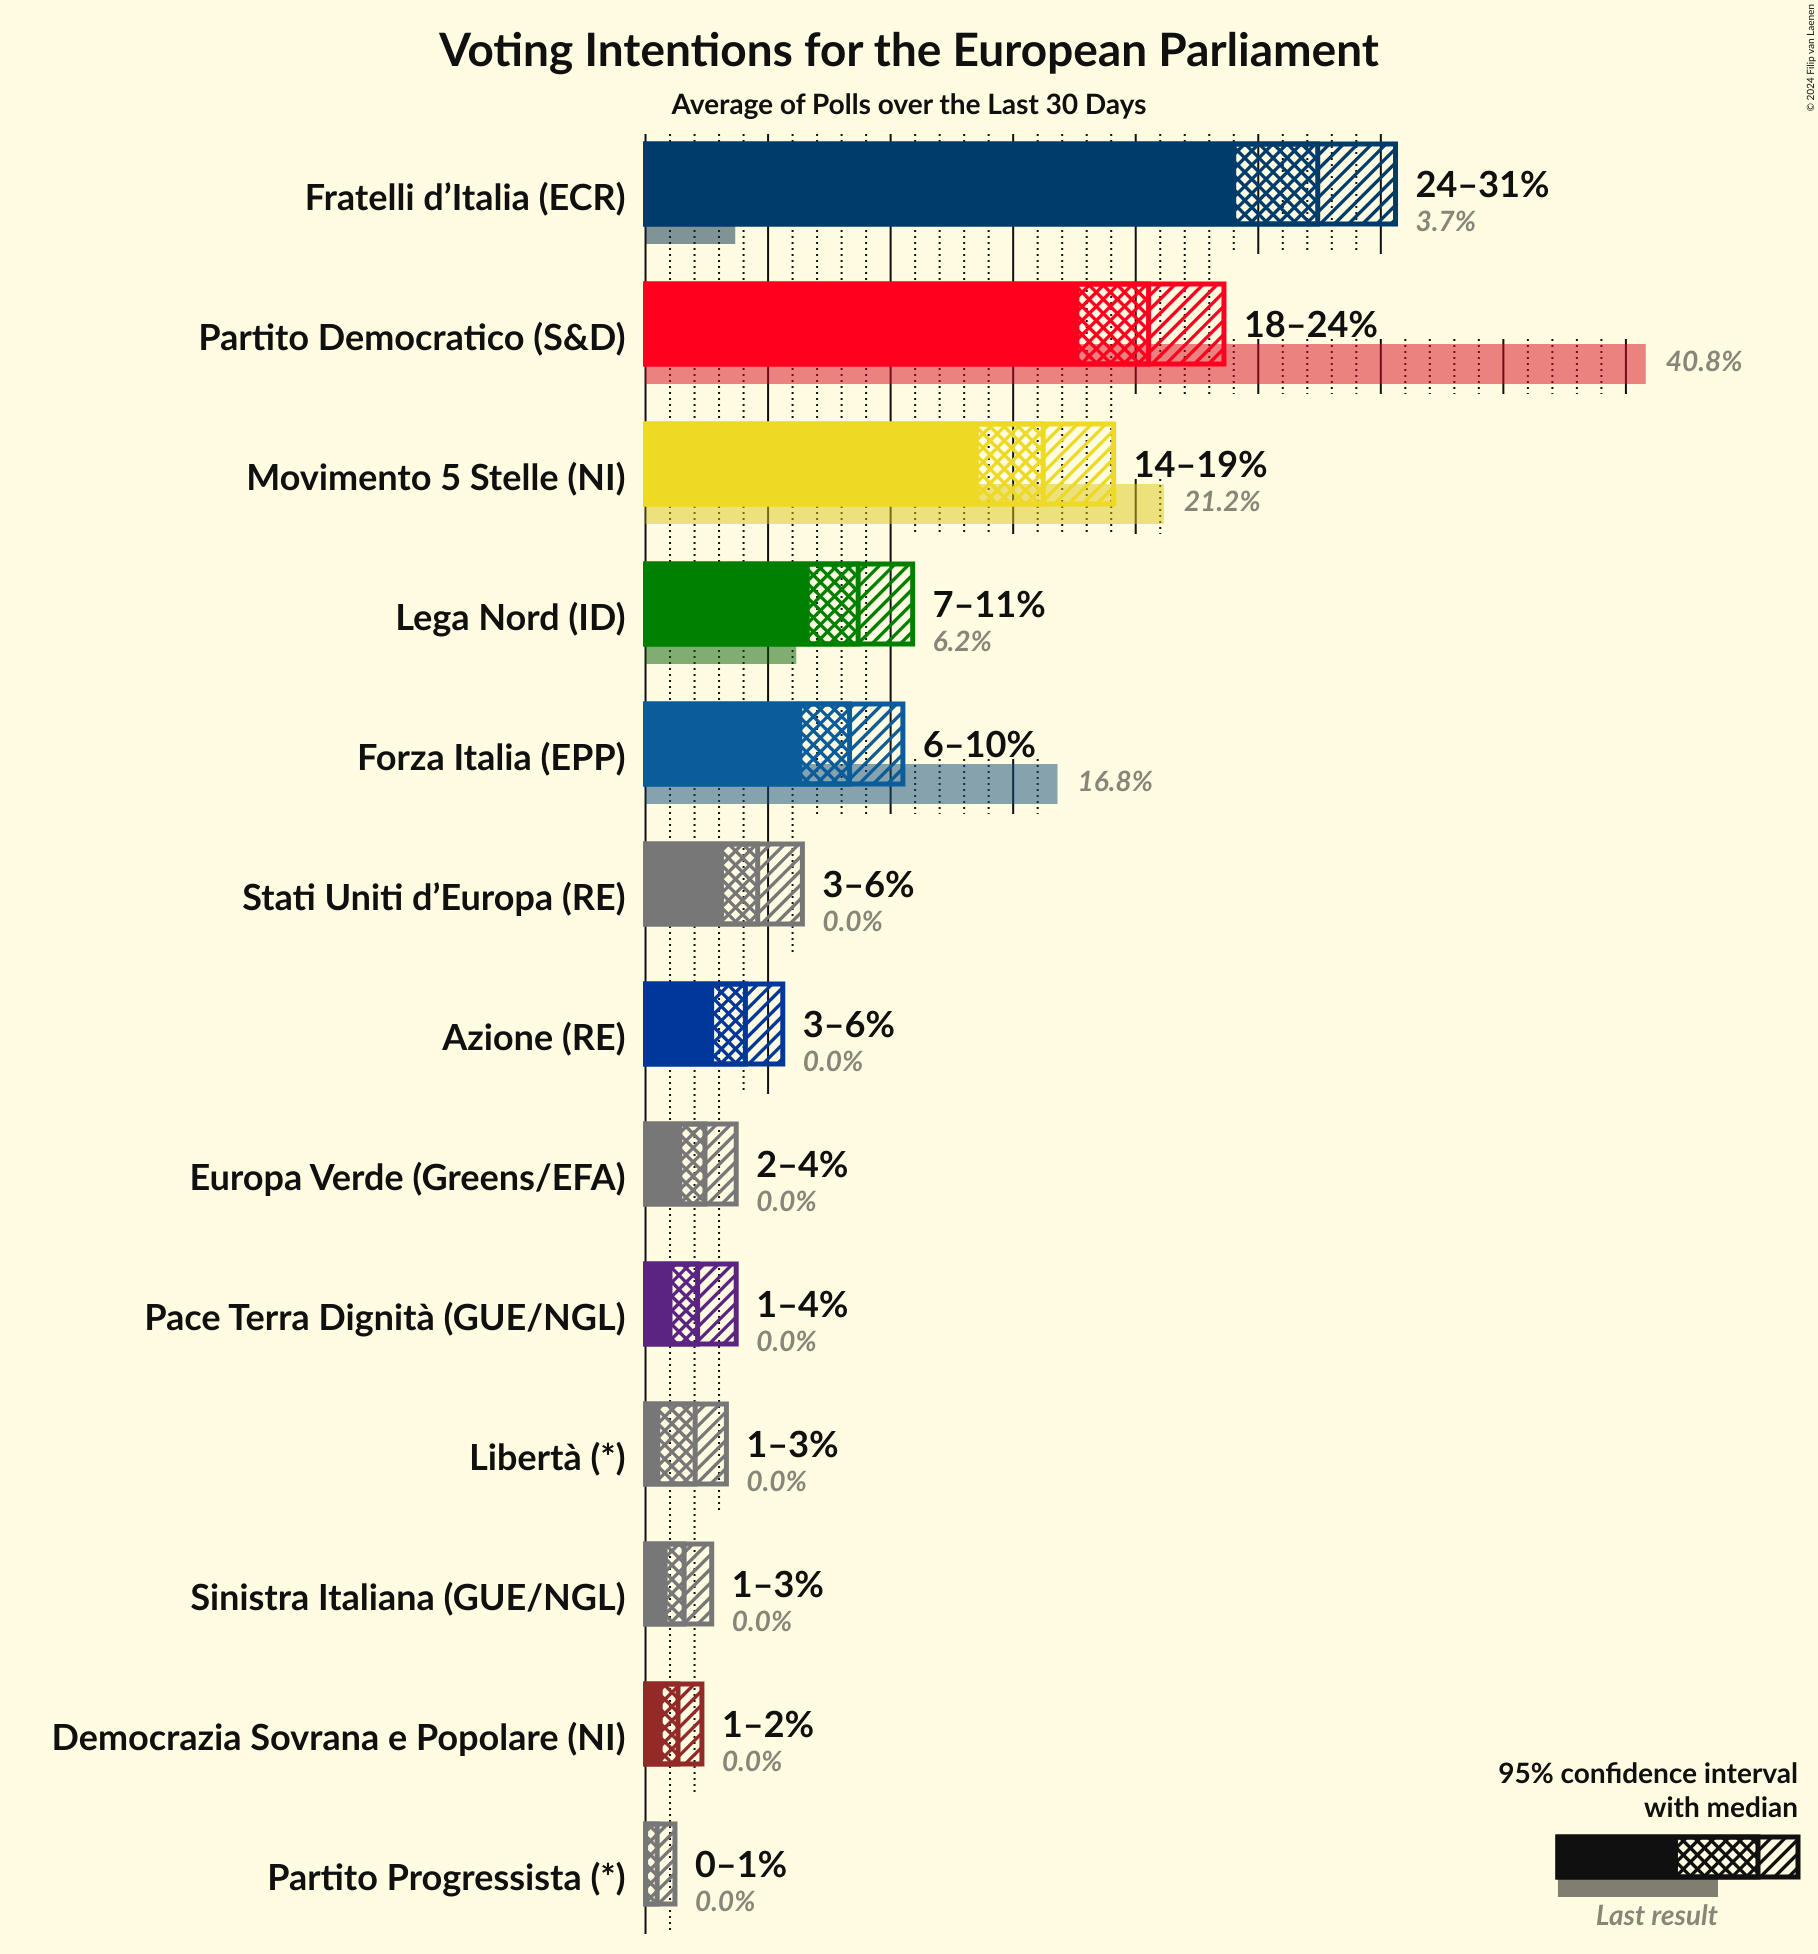 Voting Intentions for the European Parliament
Average of Polls over the Last 30 Days
© 2024 Filip van Laenen
Fratelli d’Italia (ECR)
24–31%
3.7%
Partito Democratico (S&D)
18–24%
40.8%
Movimento 5 Stelle (NI)
14–19%
21.2%
Lega Nord (ID)
7–11%
6.2%
Forza Italia (EPP)
6–10%
16.8%
Stati Uniti d’Europa (RE)
3–6%
0.0%
Azione (RE)
3–6%
0.0%
Europa Verde (Greens/EFA)
2–4%
0.0%
Pace Terra Dignità (GUE/NGL)
1–4%
0.0%
Libertà (*)
1–3%
0.0%
Sinistra Italiana (GUE/NGL)
1–3%
0.0%
Democrazia Sovrana e Popolare (NI)
1–2%
0.0%
Partito Progressista (*)
0–1%
0.0%
95% confidence interval
with median
Last result